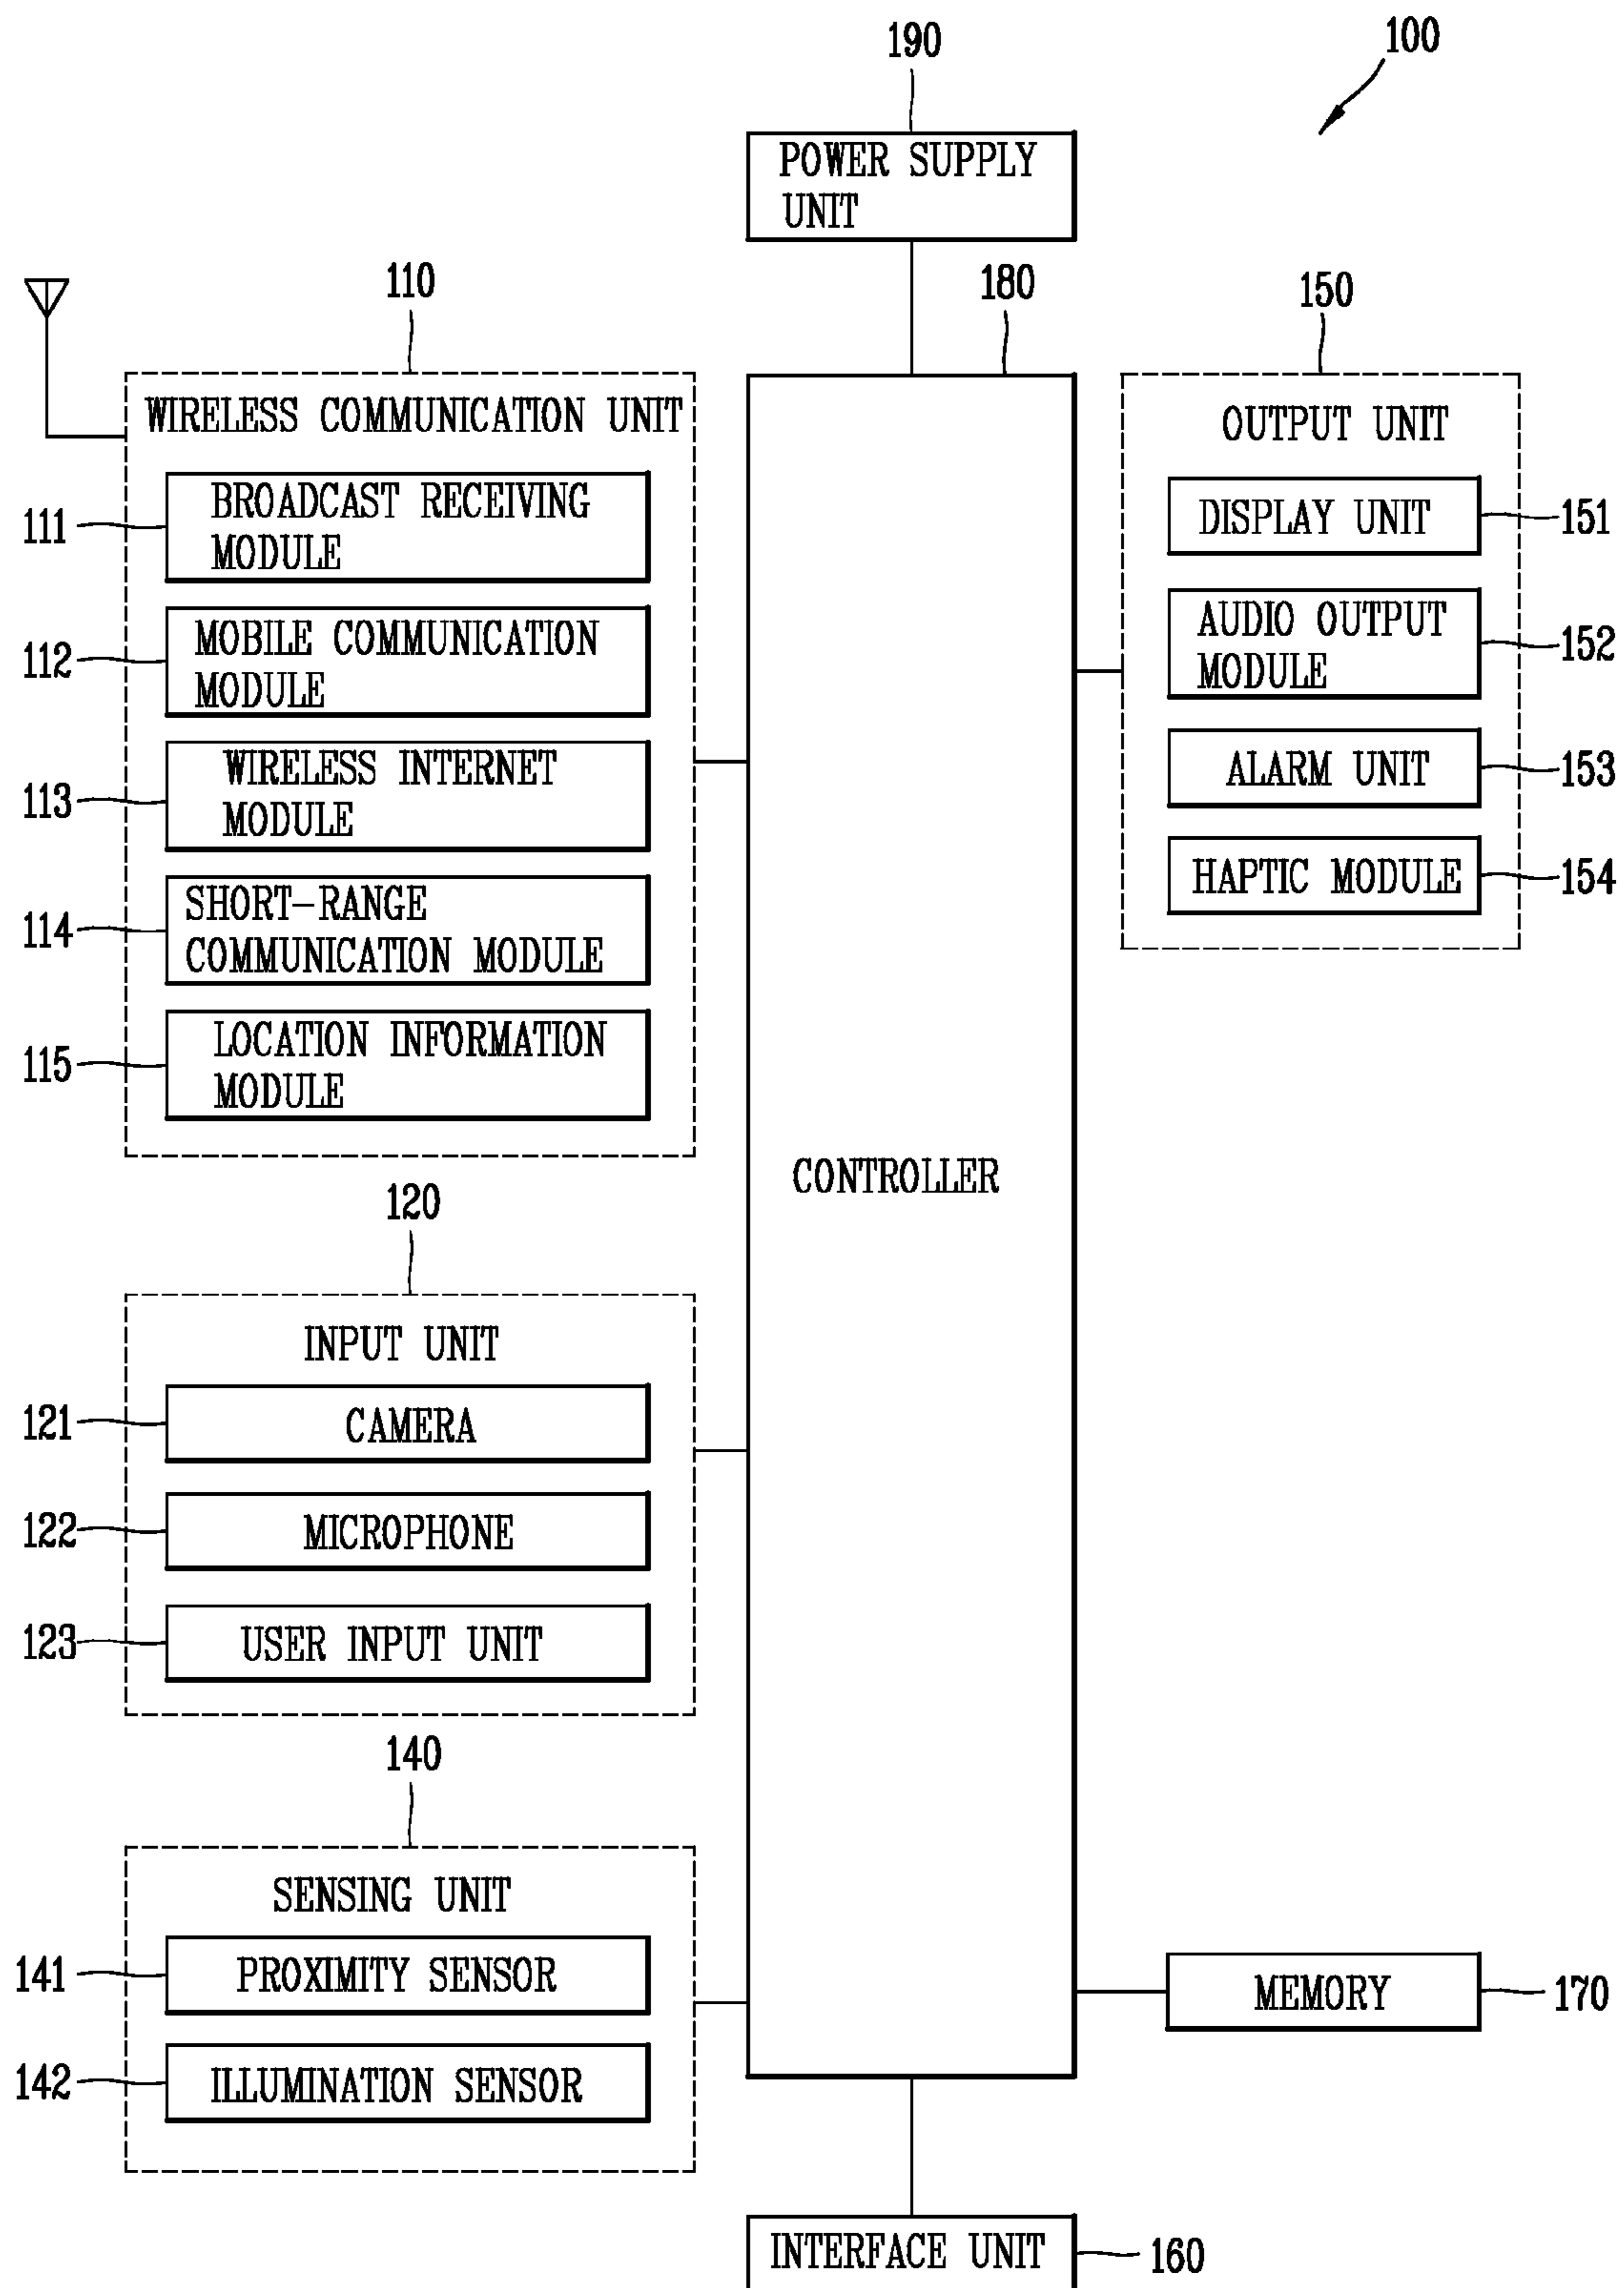 190
100
POWER SUPPLY
UNIT
110
180
150
WIRELESS COMMUNICATION UNIT
111
BROADCAST RECEIVING
MODULE
112
MOBILE COMMUNICATION
MODULE
113
WIRELESS INTERNET
MODULE
114
SHORT-RANGE
COMMUNICATION MODULE
115
LOCATION INFORMATION
MODULE
OUTPUT UNIT
DISPLAY UNIT
151
AUDIO OUTPUT
MODULE
152
ALARM UNIT
153
HAPTIC MODULE
154
CONTROLLER
120
INPUT UNIT
121
CAMERA
122
MICROPHONE
123
USER INPUT UNIT
140
SENSING UNIT
141
PROXIMITY SENSOR
142
ILLUMINATION SENSOR
MEMORY
170
INTERFACE UNIT
160